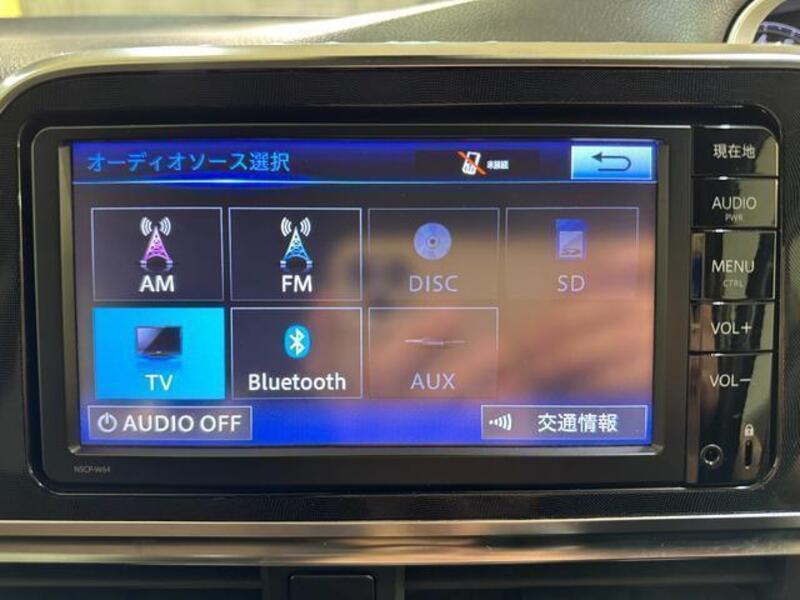 オーディオソース選択
未接続
現在地
AUDIO
PWR
AM
FM
DISC
SD
MENU
CTRL
VOL+
TV
Bluetooth
AUX
VOL−
AUDIO OFF
交通情報
NSCP-W64